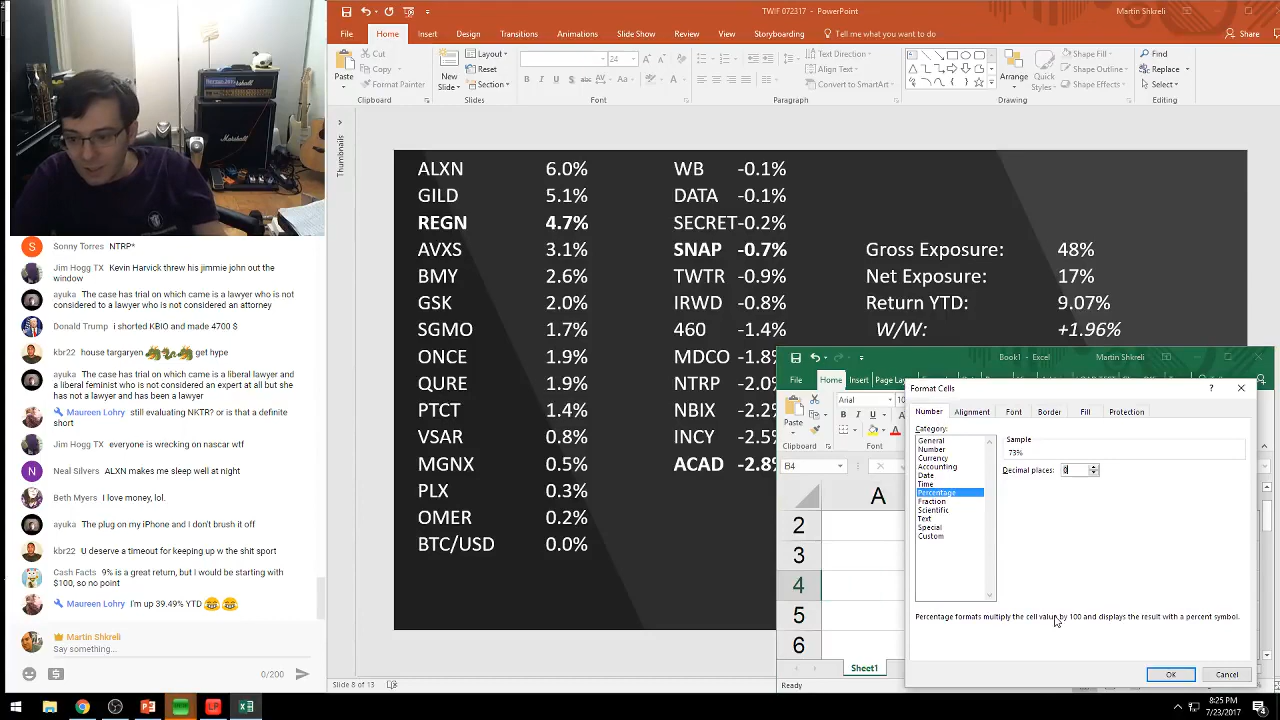 TWIF 072317 - PowerPoint
Martin Shkreli
File
Home
Insert
Design
Transitions
Animations
Slide Show
Review
View
Storyboarding
Tell me what you want to do
Share
Paste
Cut
Copy
Format Painter
Clipboard
New
Slide
Layout
Reset
Section
Slides
24
Font
Paragraph
Text Direction
Align Text
Convert to SmartArt
Arrange
Quick
Styles
Shape Fill
Shape Outline
Shape Effects
Drawing
Find
Replace
Select
Editing
Thumbnails
Marshall
Sonny Torres NTRP*
Jim Hogg TX Kevin Harvick threw his jimmie john out the
window
ayuka The case has trial on which came is a lawyer who is not
considered to a lawyer who is not considered an attorney
Donald Trump i shorted KBIO and made 4700 $
kbr22 house targaryen 🐉🐍🐉 get hype
ayuka The case has trial on which came is a liberal lawyer and
a liberal feminist who is not considered an expert at all but she
has not a lawyer and has been a lawyer
Maureen Lohry still evaluating NKTR? or is that a definite
short
Jim Hogg TX everyone is wrecking on nascar wtf
Neal Silvers ALXN makes me sleep well at night
Beth Myers I love money, lol.
ayuka The plug on my iPhone and I don't brush it off
kbr22 U deserve a timeout for keeping up w the shit sport
Cash Facts 9% is a great return, but I would be starting with
$100, so no point
Maureen Lohry I'm up 39.49% YTD 😂 😂
Martin Shkreli
Say something...
0/200
ALXN 6.0% WB -0.1%
GILD 5.1% DATA -0.1%
REGN 4.7% SECRET -0.2%
AVXS 3.1% SNAP -0.7% Gross Exposure: 48%
BMY 2.6% TWTR -0.9% Net Exposure: 17%
GSK 2.0% IRWD -0.8% Return YTD: 9.07%
SGMO 1.7% 460 -1.4% W/W: +1.96%
ONCE 1.9% MDCO -1.8%
QURE 1.9% NTRP -2.0
PTCT 1.4% NBIX -2.2
VSAR 0.8% INCY -2.5
MGNX 0.5% ACAD -2.8
PLX 0.3%
OMER 0.2%
BTC/USD 0.0%
Book1 - Excel
Martin Shkreli
File
Home
Insert
Page Lay
Paste
Clipboard
Arial
10
B4
A
2
3
4
5
6
Sheet1
Ready
Format Cells
Number
Alignment
Font
Border
Fill
Protection
Category:
General
Number
Currency
Accounting
Date
Time
Percentage
Fraction
Scientific
Text
Special
Custom
Sample
73%
Decimal places: 0
Percentage formats multiply the cell value by 100 and displays the result with a percent symbol.
OK
Cancel
Slide 8 of 13
8:25 PM
7/23/2017